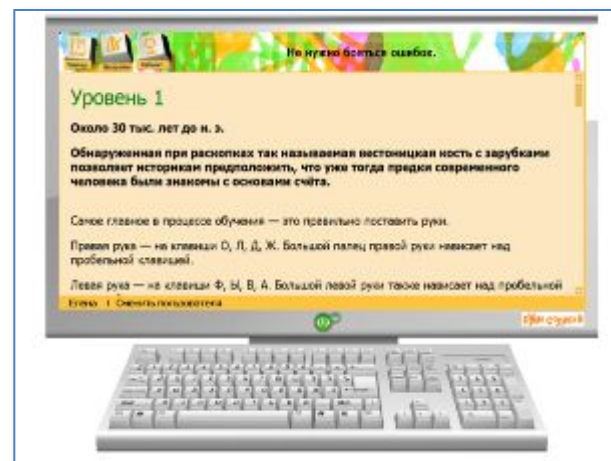 Не нужно бояться ошибок.
Уровень 1
Около 30 тыс. лет до н. э.
Обнаруженная при раскопках так называемая вестоницкая кость с зарубками
позволяет историкам предположить, что уже тогда предки современного
человека были знакомы с основами счёта.
Самое главное в процессе обучения — это правильно поставить руки.
Правая рука — на клавиши О, Л, Д, Ж. Большой палец правой руки нависает над
пробельной клавишей.
Левая рука — на клавиши Ф, Ы, В, А. Большой левой руки также нависает над пробельной
Елена | Сменить пользователя